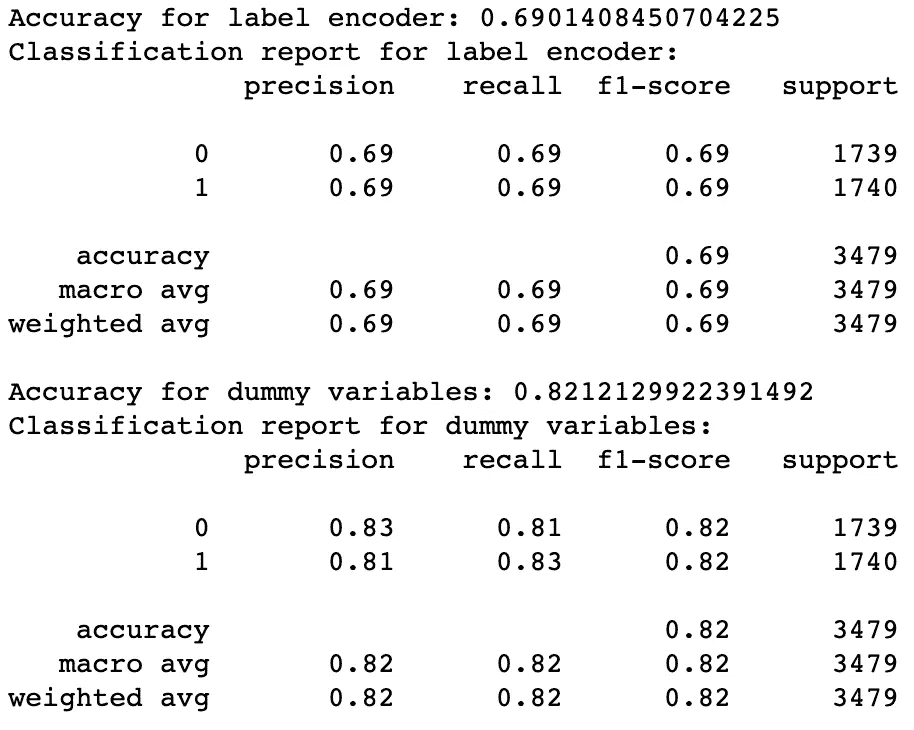 Accuracy for label encoder: 0.6901408450704225
Classification report for label encoder:
              precision    recall  f1-score   support

           0       0.69      0.69      0.69      1739
           1       0.69      0.69      0.69      1740

    accuracy                           0.69      3479
   macro avg       0.69      0.69      0.69      3479
weighted avg       0.69      0.69      0.69      3479

Accuracy for dummy variables: 0.8212129922391492
Classification report for dummy variables:
              precision    recall  f1-score   support

           0       0.83      0.81      0.82      1739
           1       0.81      0.83      0.82      1740

    accuracy                           0.82      3479
   macro avg       0.82      0.82      0.82      3479
weighted avg       0.82      0.82      0.82      3479